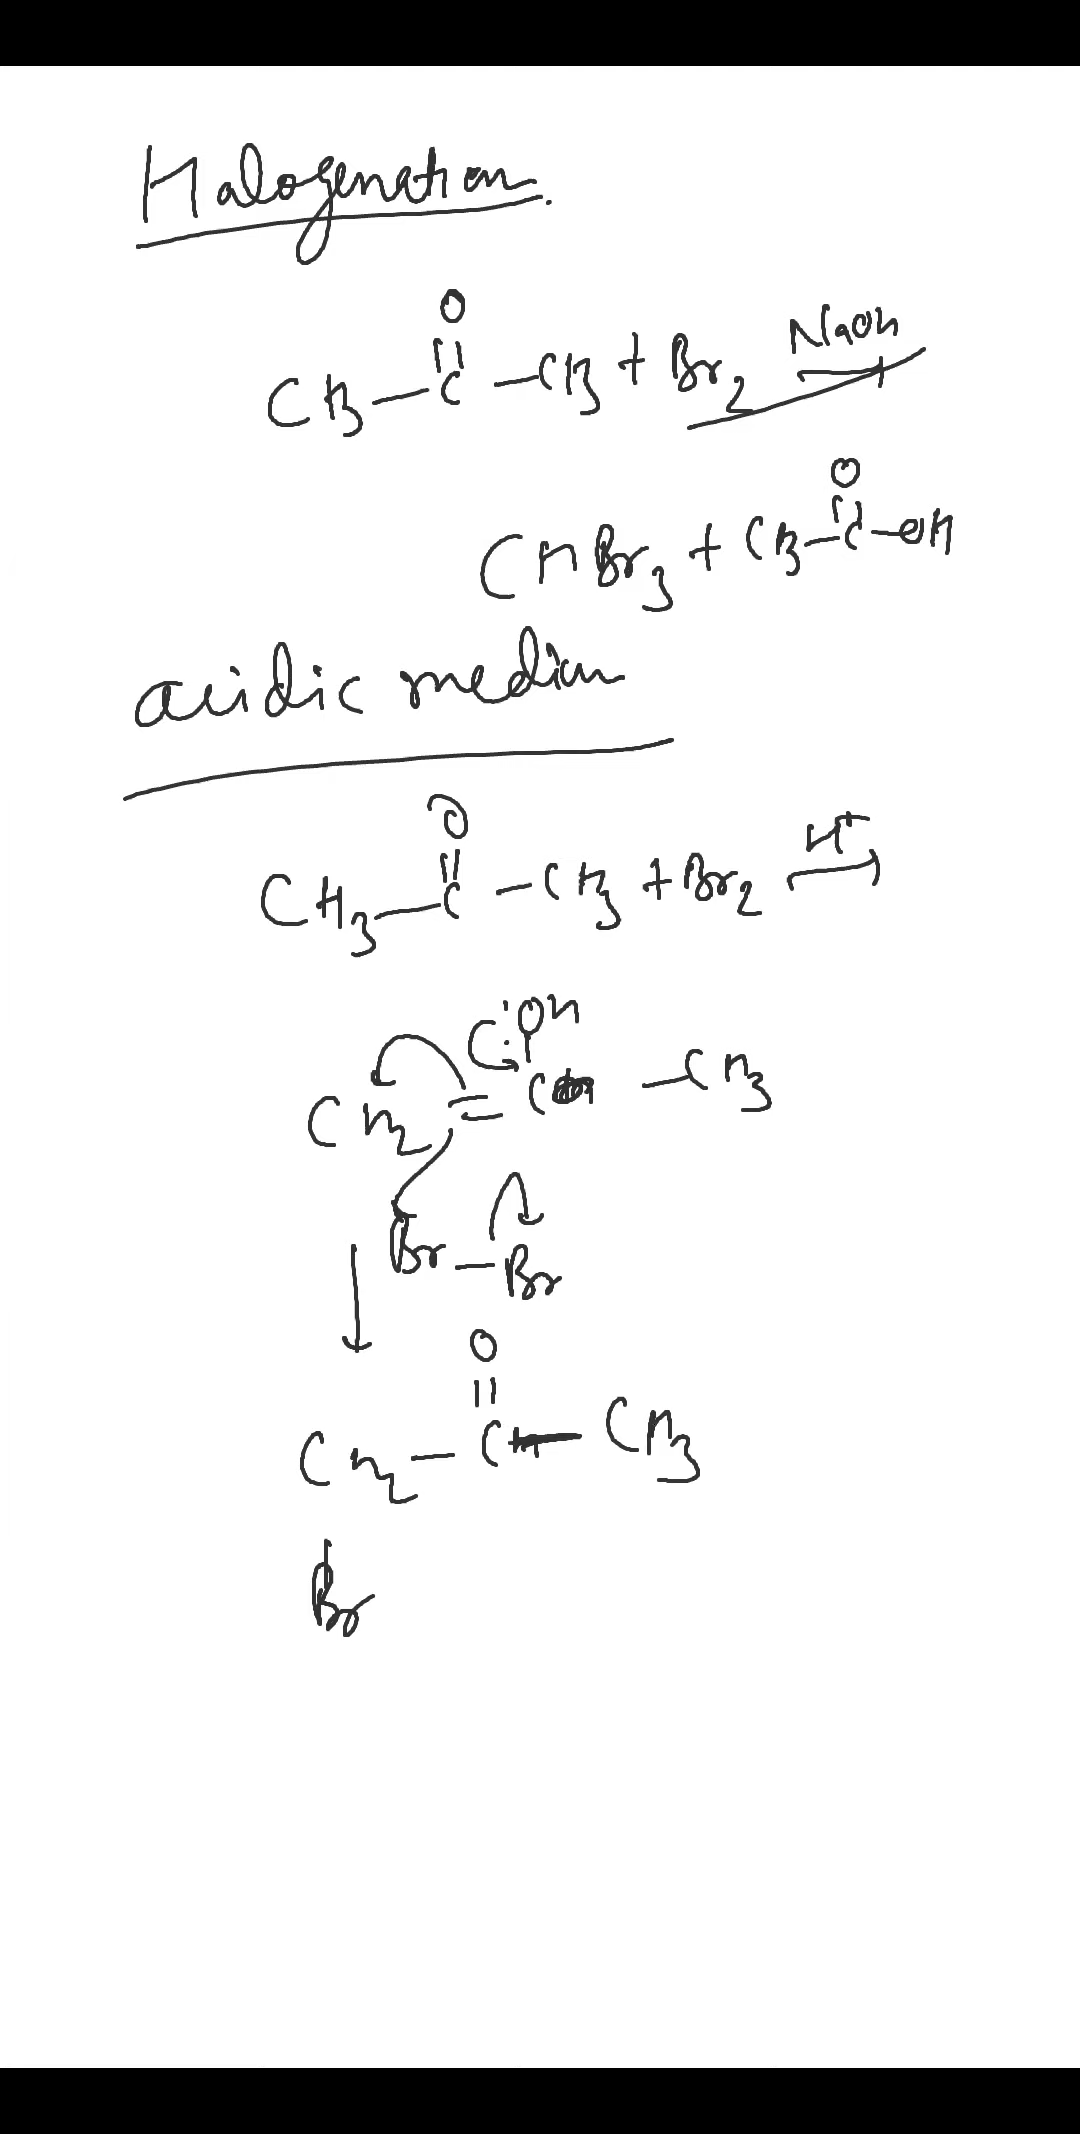 Halogenation.
O
CH3—C—CH3 + Br2 NaOH
O
CHBr3 + CH3—C—OH
acidic medium
O
CH3—C—CH3 + Br2 H+
OH
CH2=C—CH3
Br—Br
O
CH2—C—CH3
Br